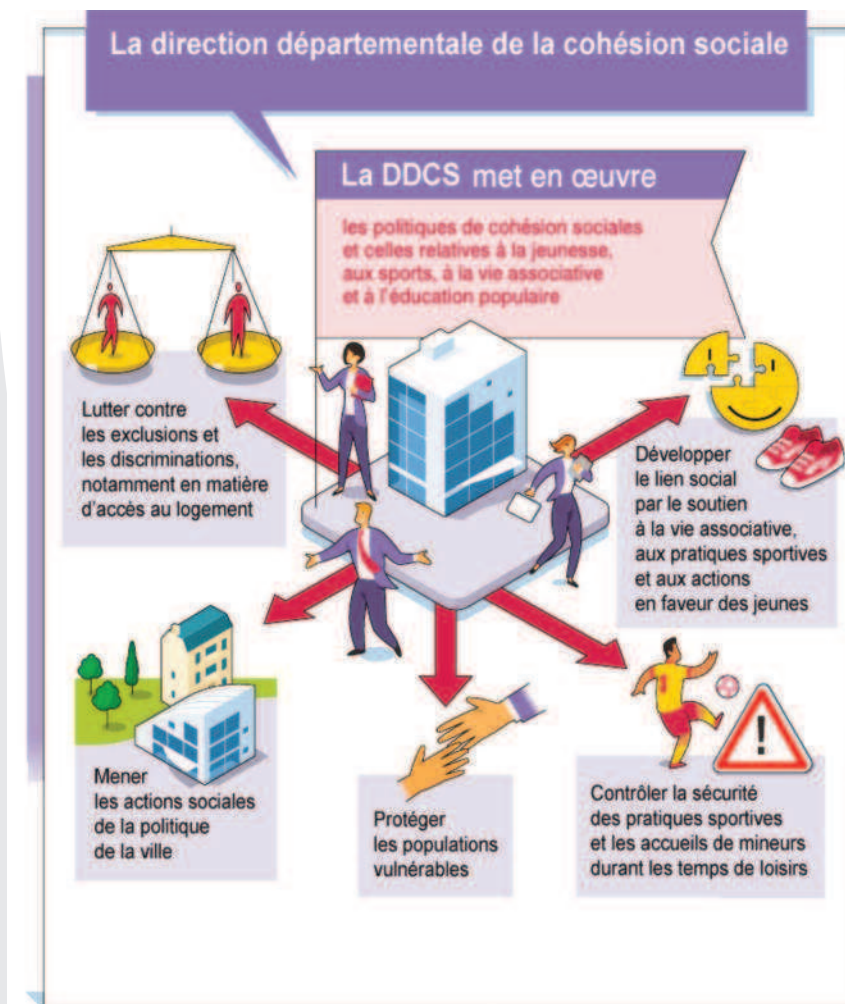 La direction départementale de la cohésion sociale
La DDCS met en œuvre
les politiques de cohésion sociales
et celles relatives à la jeunesse,
aux sports, à la vie associative
et à l'éducation populaire
Lutter contre
les exclusions et
les discriminations,
notamment en matière
d'accès au logement
Développer
le lien social
par le soutien
à la vie associative,
aux pratiques sportives
et aux actions
en faveur des jeunes
Mener
les actions sociales
de la politique
de la ville
Protéger
les populations
vulnérables
Contrôler la sécurité
des pratiques sportives
et les accueils de mineurs
durant les temps de loisirs